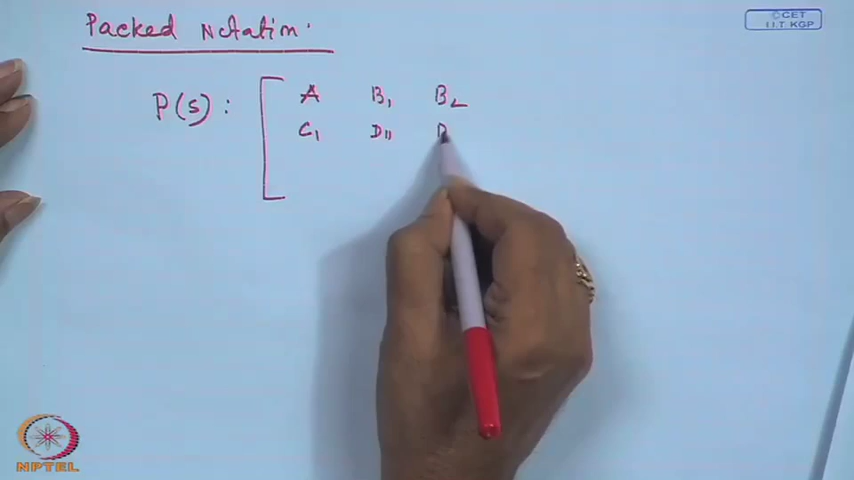 Packed Notation.
© CET
I.I.T. KGP
P(s) : [ A B₁ B₂
C₁ D₁₁ D
NPTEL